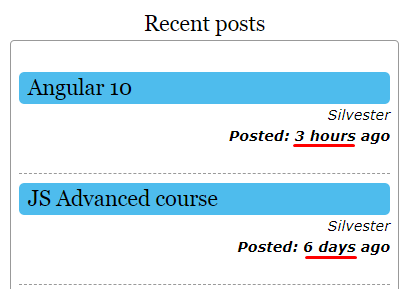 Recent posts
Angular 10
Silvester
Posted: 3 hours ago
JS Advanced course
Silvester
Posted: 6 days ago